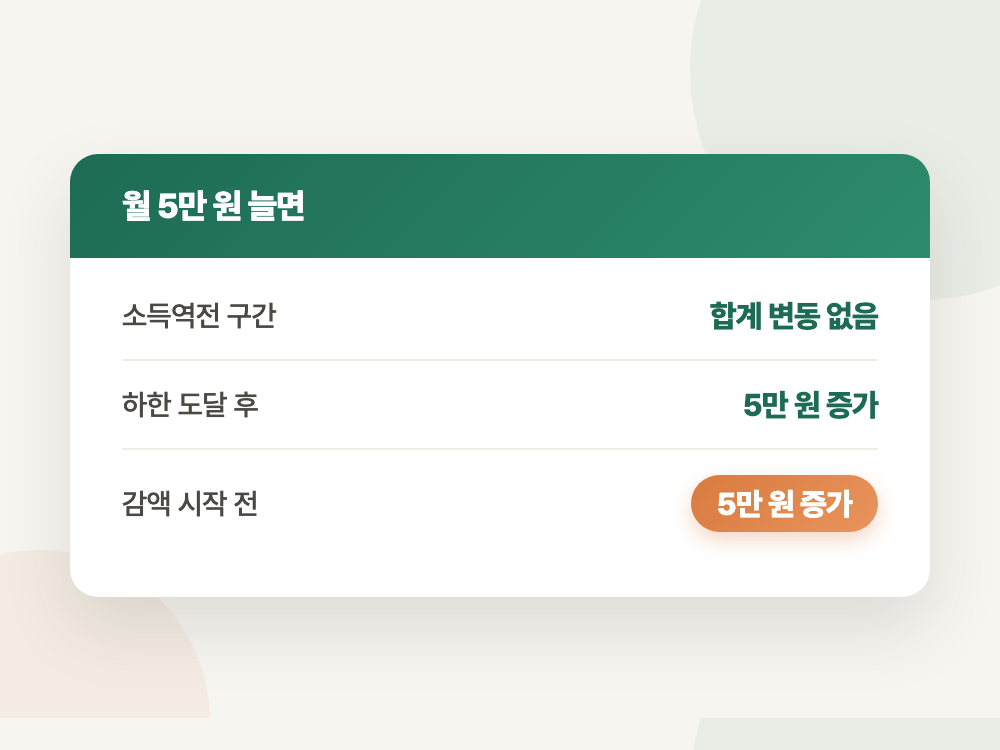 월 5만 원 늘면
소득역전 구간 합계 변동 없음
하한 도달 후 5만 원 증가
감액 시작 전 5만 원 증가